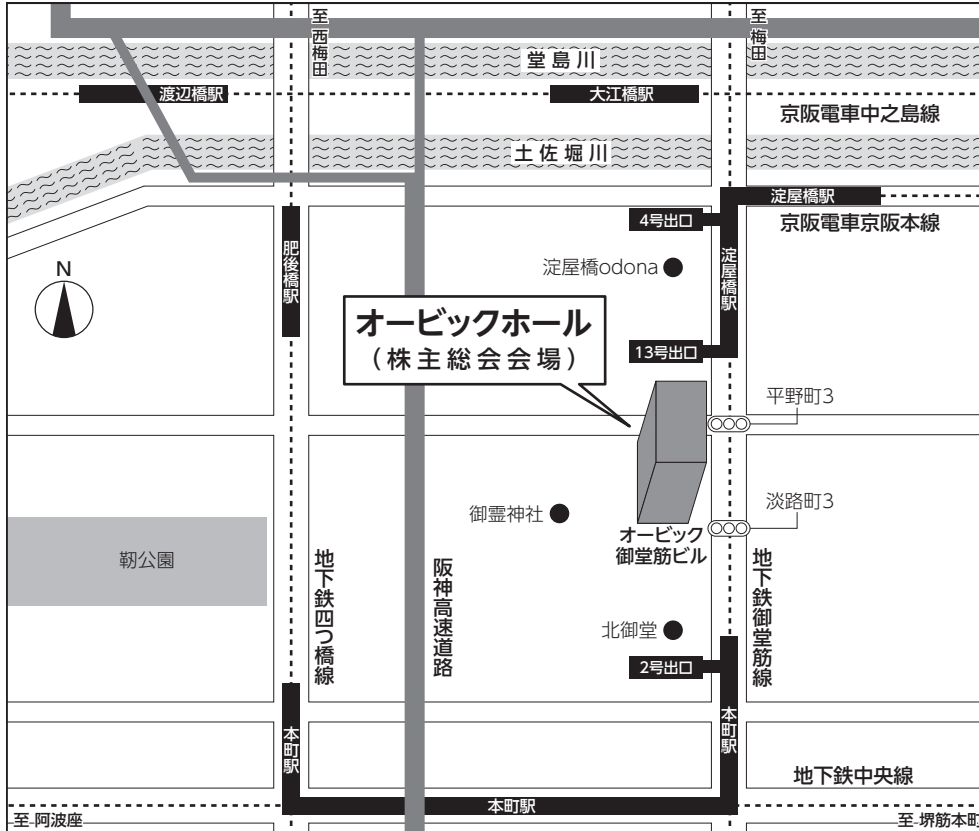 至西梅田
至梅田
堂島川
渡辺橋駅
大江橋駅
京阪電車中之島線
土佐堀川
淀屋橋駅
4号出口
京阪電車京阪本線
肥後橋駅
淀屋橋駅
淀屋橋odona
N
オービックホール
(株主総会会場)
13号出口
平野町3
御霊神社
淡路町3
オービック
御堂筋ビル
靭公園
地下鉄四つ橋線
阪神高速道路
地下鉄御堂筋線
北御堂
2号出口
本町駅
本町駅
地下鉄中央線
本町駅
至 阿波座
至 堺筋本町